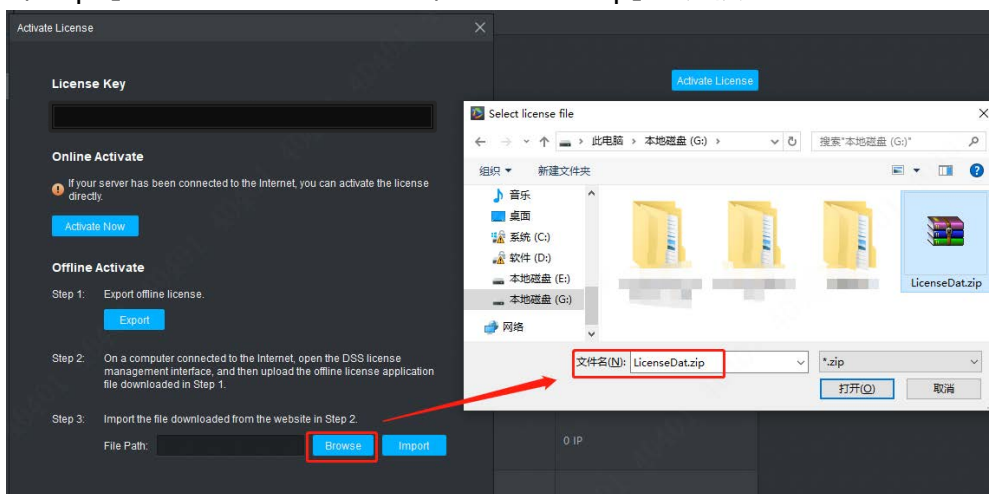 Activate License
License Key
Activate License
Online Activate
If your server has been connected to the Internet, you can activate the license
directly.
Activate Now
Offline Activate
Step 1: Export offline license.
Export
Step 2: On a computer connected to the Internet, open the DSS license
management interface, and then upload the offline license application
file downloaded in Step 1.
Step 3: Import the file downloaded from the website in Step 2.
File Path: Browse Import
Select license file
此电脑 › 本地磁盘 (G:) ›
搜索"本地磁盘 (G:)"
组织 新建文件夹
音乐
桌面
系统 (C:)
软件 (D:)
本地磁盘 (E:)
本地磁盘 (G:)
网络
LicenseDat.zip
文件名(N): LicenseDat.zip
*.zip
打开(O) 取消
0 IP